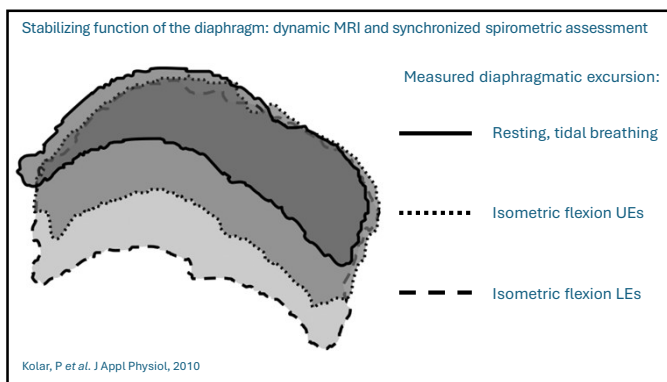 Stabilizing function of the diaphragm: dynamic MRI and synchronized spirometric assessment
Measured diaphragmatic excursion:
Resting, tidal breathing
Isometric flexion UEs
Isometric flexion LEs
Kolar, P et al. J Appl Physiol, 2010